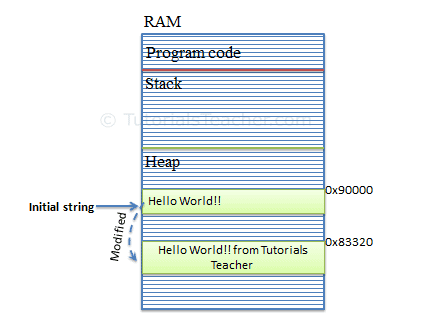 RAM
Program code
Stack
© TutorialsTeacher.com
Heap
0x90000
Initial string
Hello World!!
Modified
0x83320
Hello World!! from Tutorials
Teacher